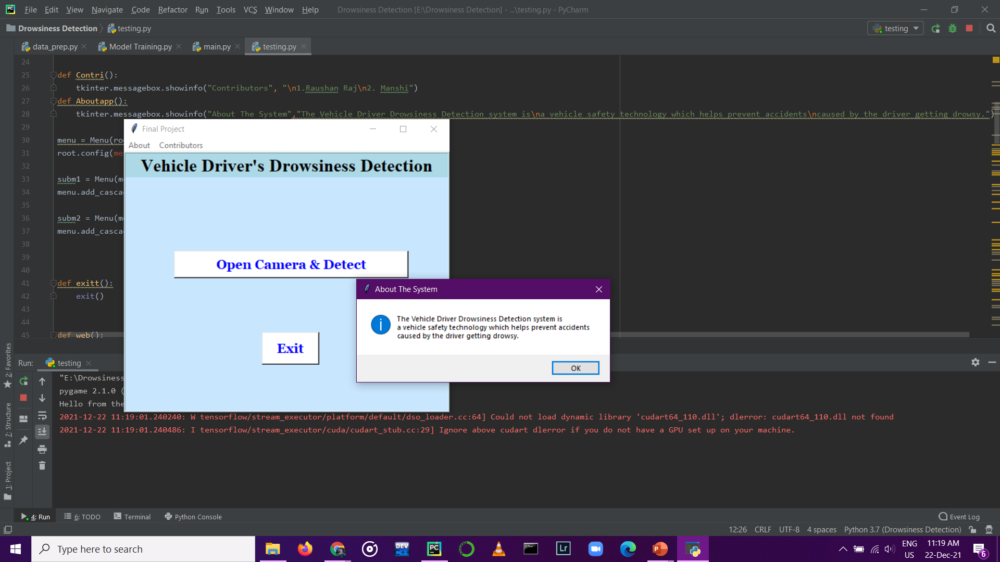 File Edit View Navigate Code Refactor Run Tools VCS Window Help Drowsiness Detection [E:\Drowsiness Detection] - ...\testing.py - PyCharm
Drowsiness Detection testing.py testing
data_prep.py Model Training.py main.py testing.py
24
25 def Contri():
26 tkinter.messagebox.showinfo("Contributors", "\n1.Raushan Raj\n2. Manshi")
27 def Aboutapp():
28 tkinter.messagebox.showinfo("About The System","The Vehicle Driver Drowsiness Detection system is\na vehicle safety technology which helps prevent accidents\ncaused by the driver getting drowsy.")
29
30 menu = Menu(ro
31 root.config(me
32
33 subm1 = Menu(m
34 menu.add_casca
35
36 subm2 = Menu(m
37 menu.add_casca
38
39
40
41 def exitt():
42 exit()
43
44
45 def web():
Final Project
About Contributors
Vehicle Driver's Drowsiness Detection
Open Camera & Detect
Exit
About The System
The Vehicle Driver Drowsiness Detection system is
a vehicle safety technology which helps prevent accidents
caused by the driver getting drowsy.
OK
2: Favorites
7: Structure
1: Project
Run: testing
"E:\Drowsiness
pygame 2.1.0 (
Hello from the
2021-12-22 11:19:01.240240: W tensorflow/stream_executor/platform/default/dso_loader.cc:64] Could not load dynamic library 'cudart64_110.dll'; dlerror: cudart64_110.dll not found
2021-12-22 11:19:01.240486: I tensorflow/stream_executor/cuda/cudart_stub.cc:29] Ignore above cudart dlerror if you do not have a GPU set up on your machine.
4: Run 6: TODO Terminal Python Console Event Log
12:26 CRLF UTF-8 4 spaces Python 3.7 (Drowsiness Detection)
Type here to search
DEV C++ PC Lr P
ENG
US
11:19 AM
22-Dec-21
6